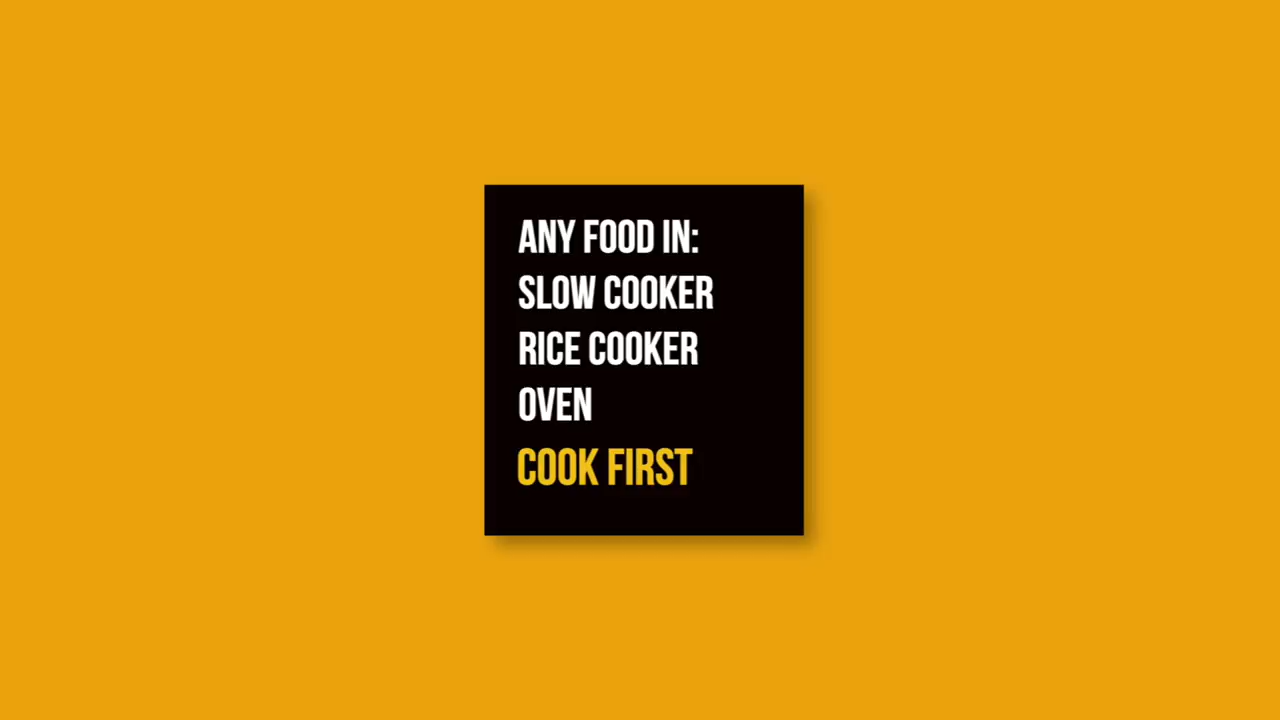 ANY FOOD IN:
SLOW COOKER
RICE COOKER
OVEN
COOK FIRST